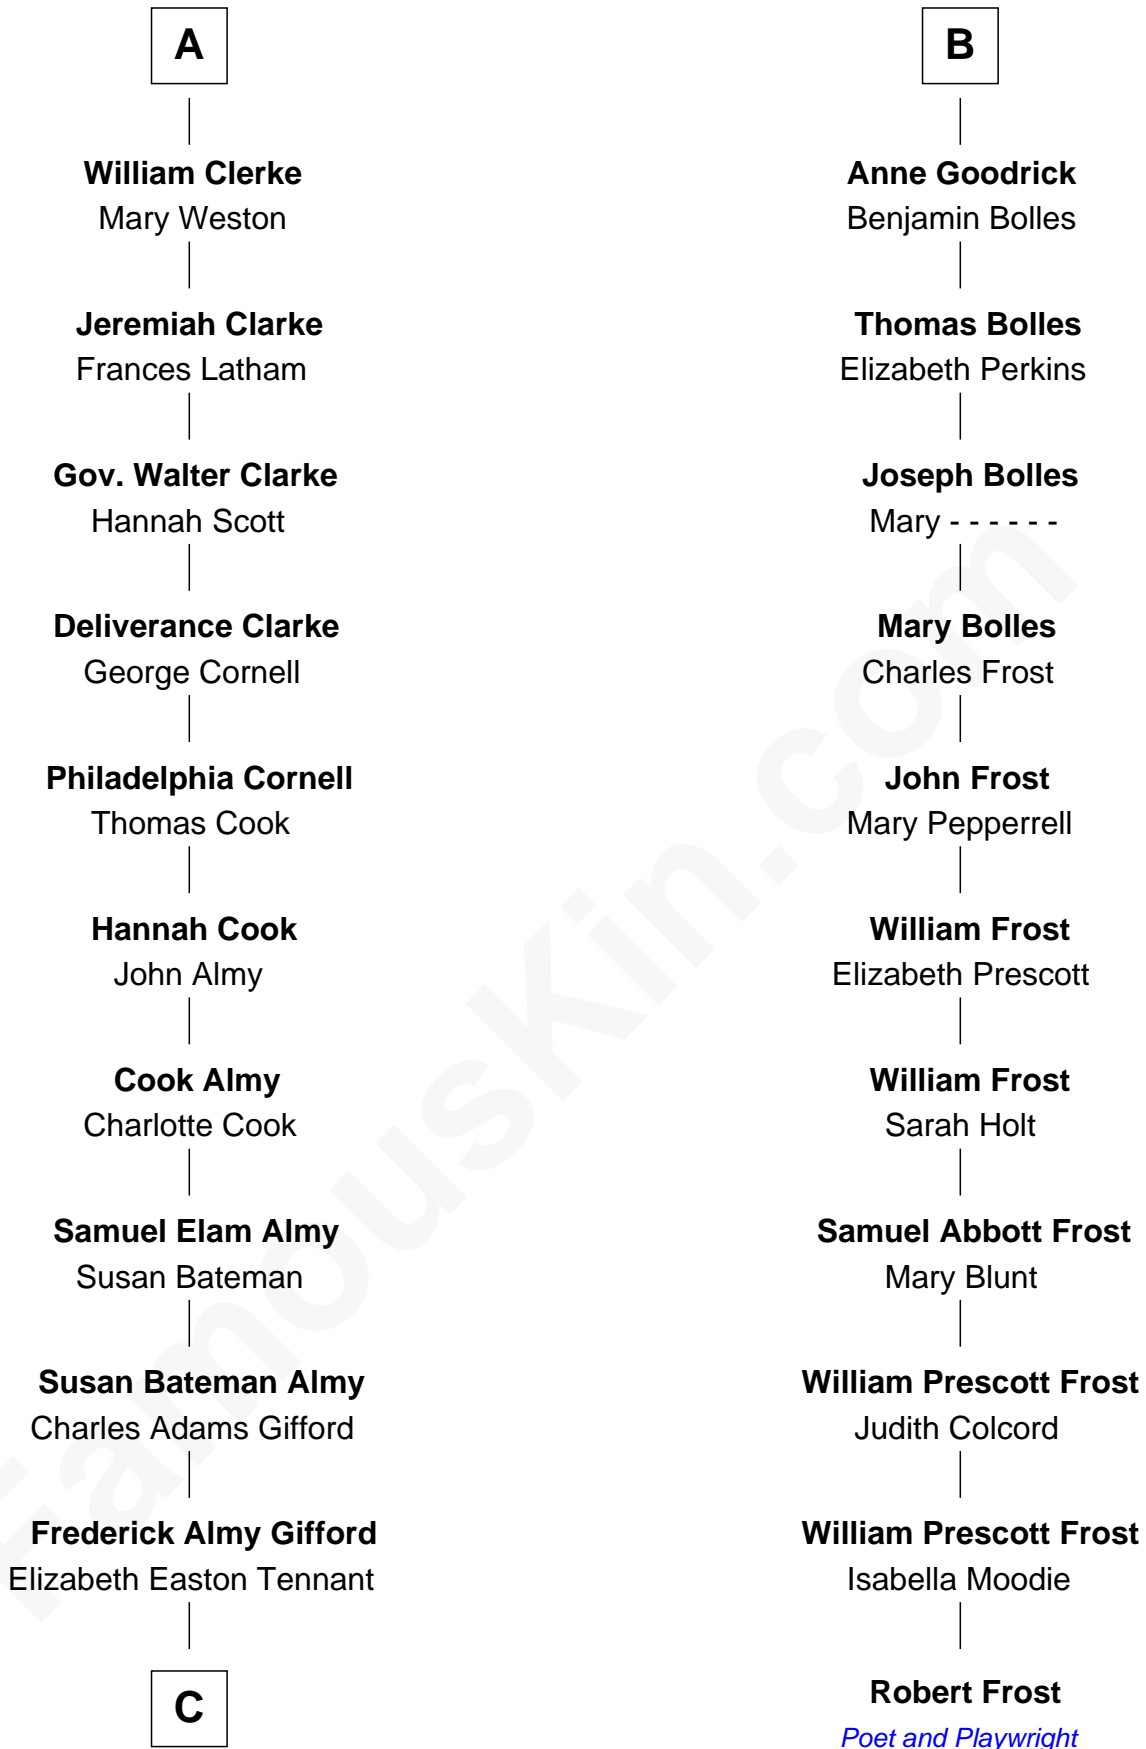 A
William Clerke
Mary Weston
Jeremiah Clarke
Frances Latham
Gov. Walter Clarke
Hannah Scott
Deliverance Clarke
George Cornell
Philadelphia Cornell
Thomas Cook
Hannah Cook
John Almy
Cook Almy
Charlotte Cook
Samuel Elam Almy
Susan Bateman
Susan Bateman Almy
Charles Adams Gifford
Frederick Almy Gifford
Elizabeth Easton Tennant
C
B
Anne Goodrick
Benjamin Bolles
Thomas Bolles
Elizabeth Perkins
Joseph Bolles
Mary - - - - - -
Mary Bolles
Charles Frost
John Frost
Mary Pepperrell
William Frost
Elizabeth Prescott
William Frost
Sarah Holt
Samuel Abbott Frost
Mary Blunt
William Prescott Frost
Judith Colcord
William Prescott Frost
Isabella Moodie
Robert Frost
Poet and Playwright
FamousKin.com